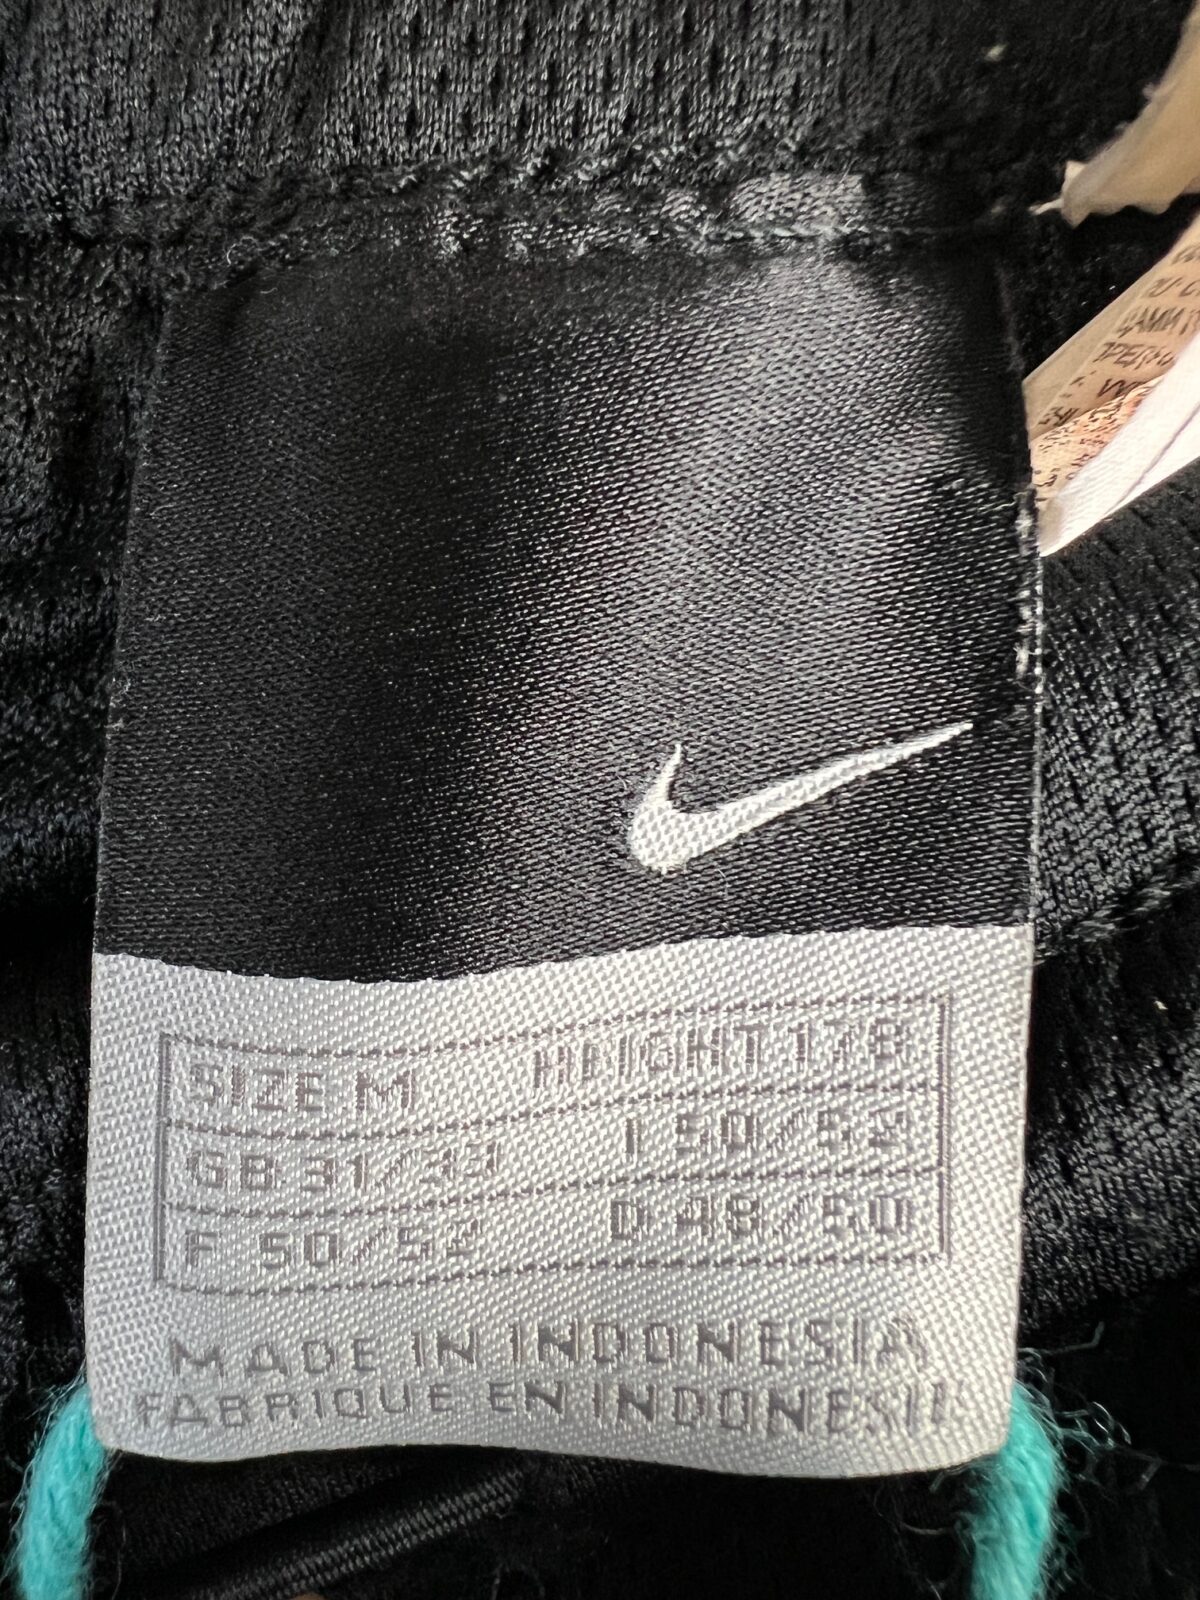 SIZE M HEIGHT 178
GB 31/33 I 50/52
F 50/52 D 48/50
MADE IN INDONESIA
FABRIQUE EN INDONESIE